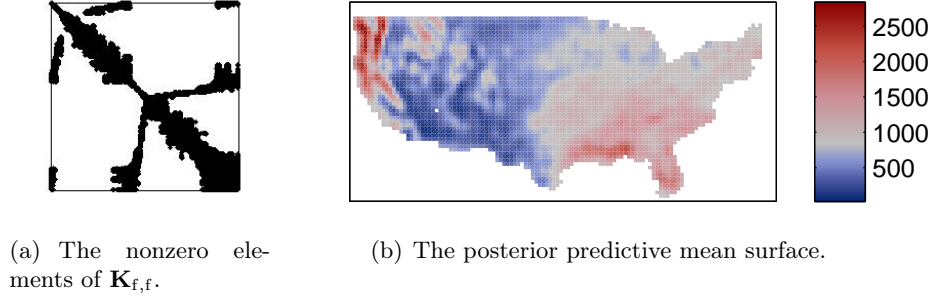 2500
2000
1500
1000
500
(a) The nonzero ele-
ments of K_{f,f}.
(b) The posterior predictive mean surface.